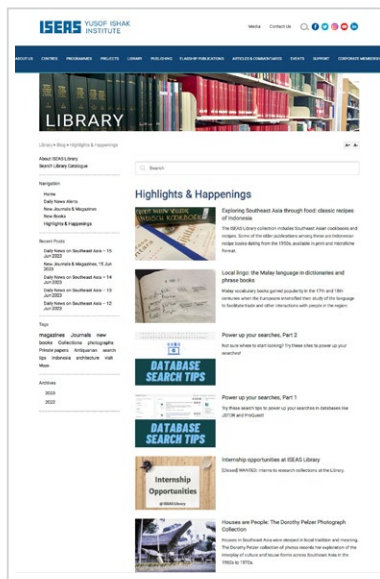 ISEAS YUSOF ISHAK
INSTITUTE
Media Contact Us
ABOUT US CENTRES PROGRAMMES PROJECTS LIBRARY PUBLISHING FLAGSHIP PUBLICATIONS ARTICLES & COMMENTARIES EVENTS SUPPORT CORPORATE MEMBERSHIP
LIBRARY
Library » Blog » Highlights & Happenings
A+ A-
About ISEAS Library
Search Library Catalogue
Navigation
Home
Daily News Alerts
New Journals & Magazines
New Books
Highlights & Happenings
Recent Posts
Daily News on Southeast Asia – 15
Jun 2023
New Journals & Magazines, 15 Jun
2023
Daily News on Southeast Asia – 14
Jun 2023
Daily News on Southeast Asia – 13
Jun 2023
Daily News on Southeast Asia – 12
Jun 2023
Tags
magazines Journals new
books Collections photographs
Private papers Antiquarian search
tips Indonesia architecture visit
Maps
Archives
2023
2022
Search
Highlights & Happenings
Exploring Southeast Asia through food: classic recipes
of Indonesia
The ISEAS Library collection includes Southeast Asian cookbooks and
recipes. Some of the older publications among these are Indonesian
recipe books dating from the 1950s, available in print and microfiche
format.
Local lingo: the Malay language in dictionaries and
phrase books
Malay vocabulary books gained popularity in the 17th and 18th
centuries when the Europeans intensified their study of the language
to facilitate trade and other interactions with people in the region.
DATABASE
SEARCH TIPS
Power up your searches, Part 2
Not sure where to start looking? Try these sites to power up your
searches!
DATABASE
SEARCH TIPS
Power up your searches, Part 1
Try these search tips to power up your searches in databases like
JSTOR and ProQuest!
Internship
Opportunities
@ ISEAS Library
Internship opportunities at ISEAS Library
[Closed] WANTED: Interns to research collections at the Library.
Houses are People: The Dorothy Pelzer Photograph
Collection
Houses in Southeast Asia were steeped in local tradition and meaning.
The Dorothy Pelzer collection of photos records her exploration of the
interplay of culture and house forms across Southeast Asia in the
1960s to 1970s.